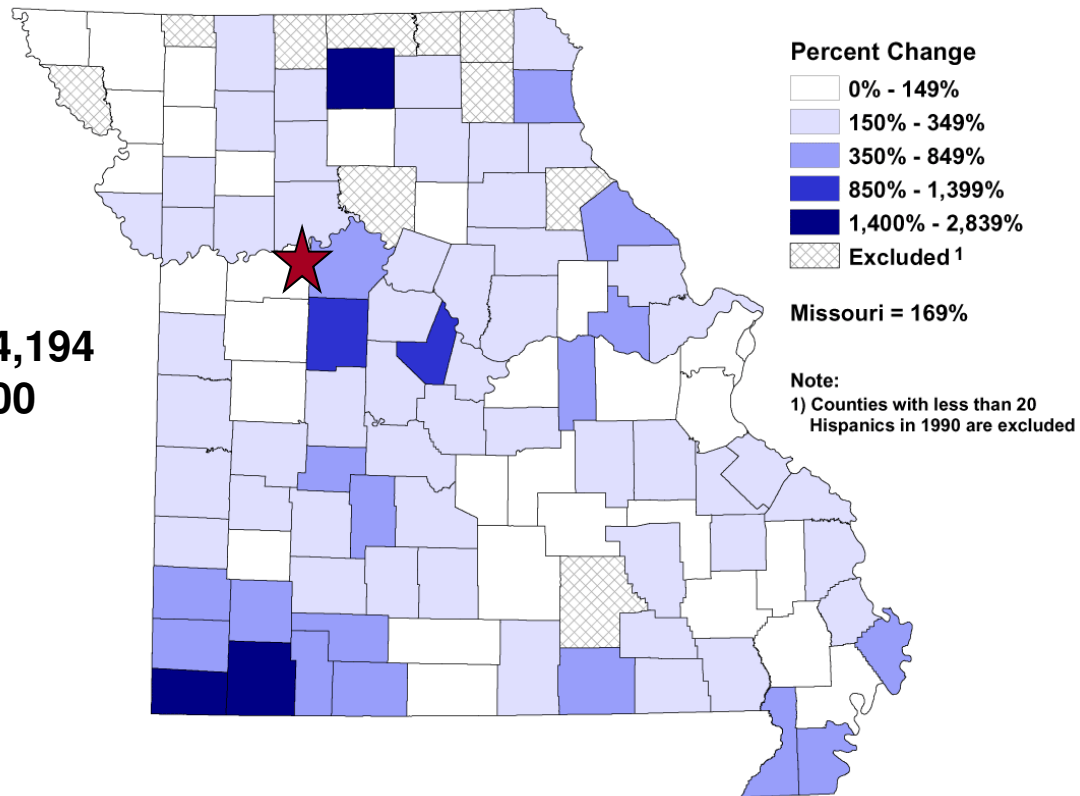 Percent Change
0% - 149%
150% - 349%
350% - 849%
850% - 1,399%
1,400% - 2,839%
Excluded 1
Missouri = 169%
4,194
00
Note:
1) Counties with less than 20
Hispanics in 1990 are excluded